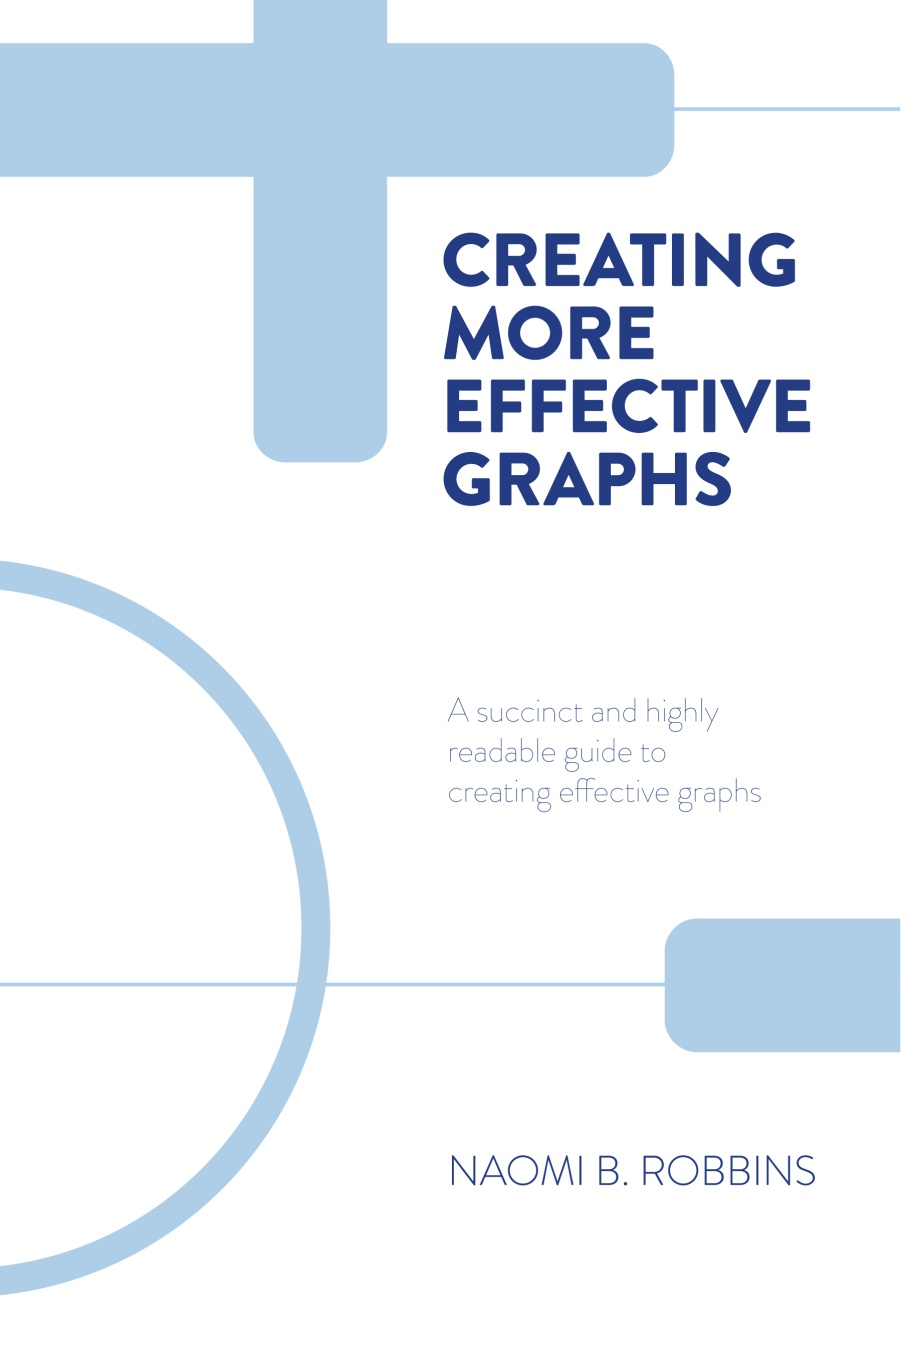 CREATING
MORE
EFFECTIVE
GRAPHS
A succinct and highly
readable guide to
creating effective graphs
NAOMI B. ROBBINS